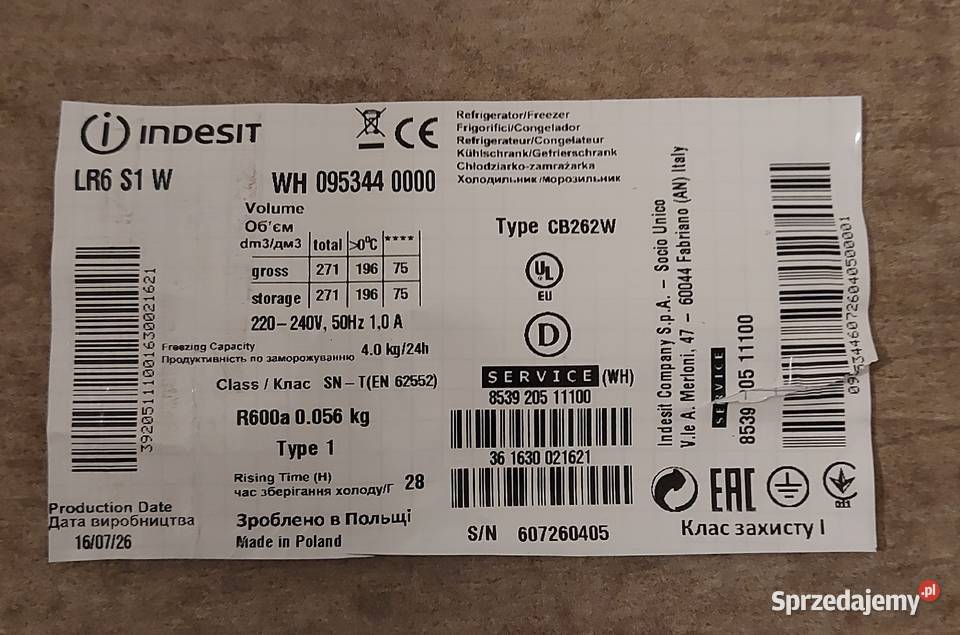 INDESIT
CE
Refrigerator/Freezer
Frigorifici/Congelador
Refrigerateur/Congelateur
Kühlschrank/Gefrierschrank
Chłodziarko-zamrażarka
Холодильник /морозильник
LR6 S1 W
WH 095344 0000
Volume
Об'єм
dm3/дм3 total >0°C ****
gross 271 196 75
storage 271 196 75
220-240V, 50Hz 1,0 A
Freezing Capacity
Продуктивність по заморожуванню 4.0 kg/24h
Class / Клас SN-T(EN 62552)
R600a 0.056 kg
Type 1
Rising Time (H)
час зберігання холоду/Г 28
Production Date
Дата виробництва
16/07/26
Зроблено в Польщі
Made in Poland
39205111001630021621
Type CB262W
UL
EU
D
SERVICE (WH)
8539 205 11100
36 1630 021621
S/N 607260405
Indesit Company S.p.A. - Socio Unico
V.le A. Merloni, 47 - 60044 Fabriano (AN) Italy
SERVICE
8539 05 11100
EAC
Клас захисту I
Sprzedajemy.pl